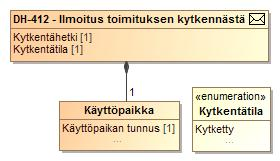 DH-412 - Ilmoitus toimituksen kytkennästä
Kytkentähetki [1]
Kytkentätila [1]
1
Käyttöpaikka
Käyttöpaikan tunnus [1]
...
«enumeration»
Kytkentätila
Kytketty
...